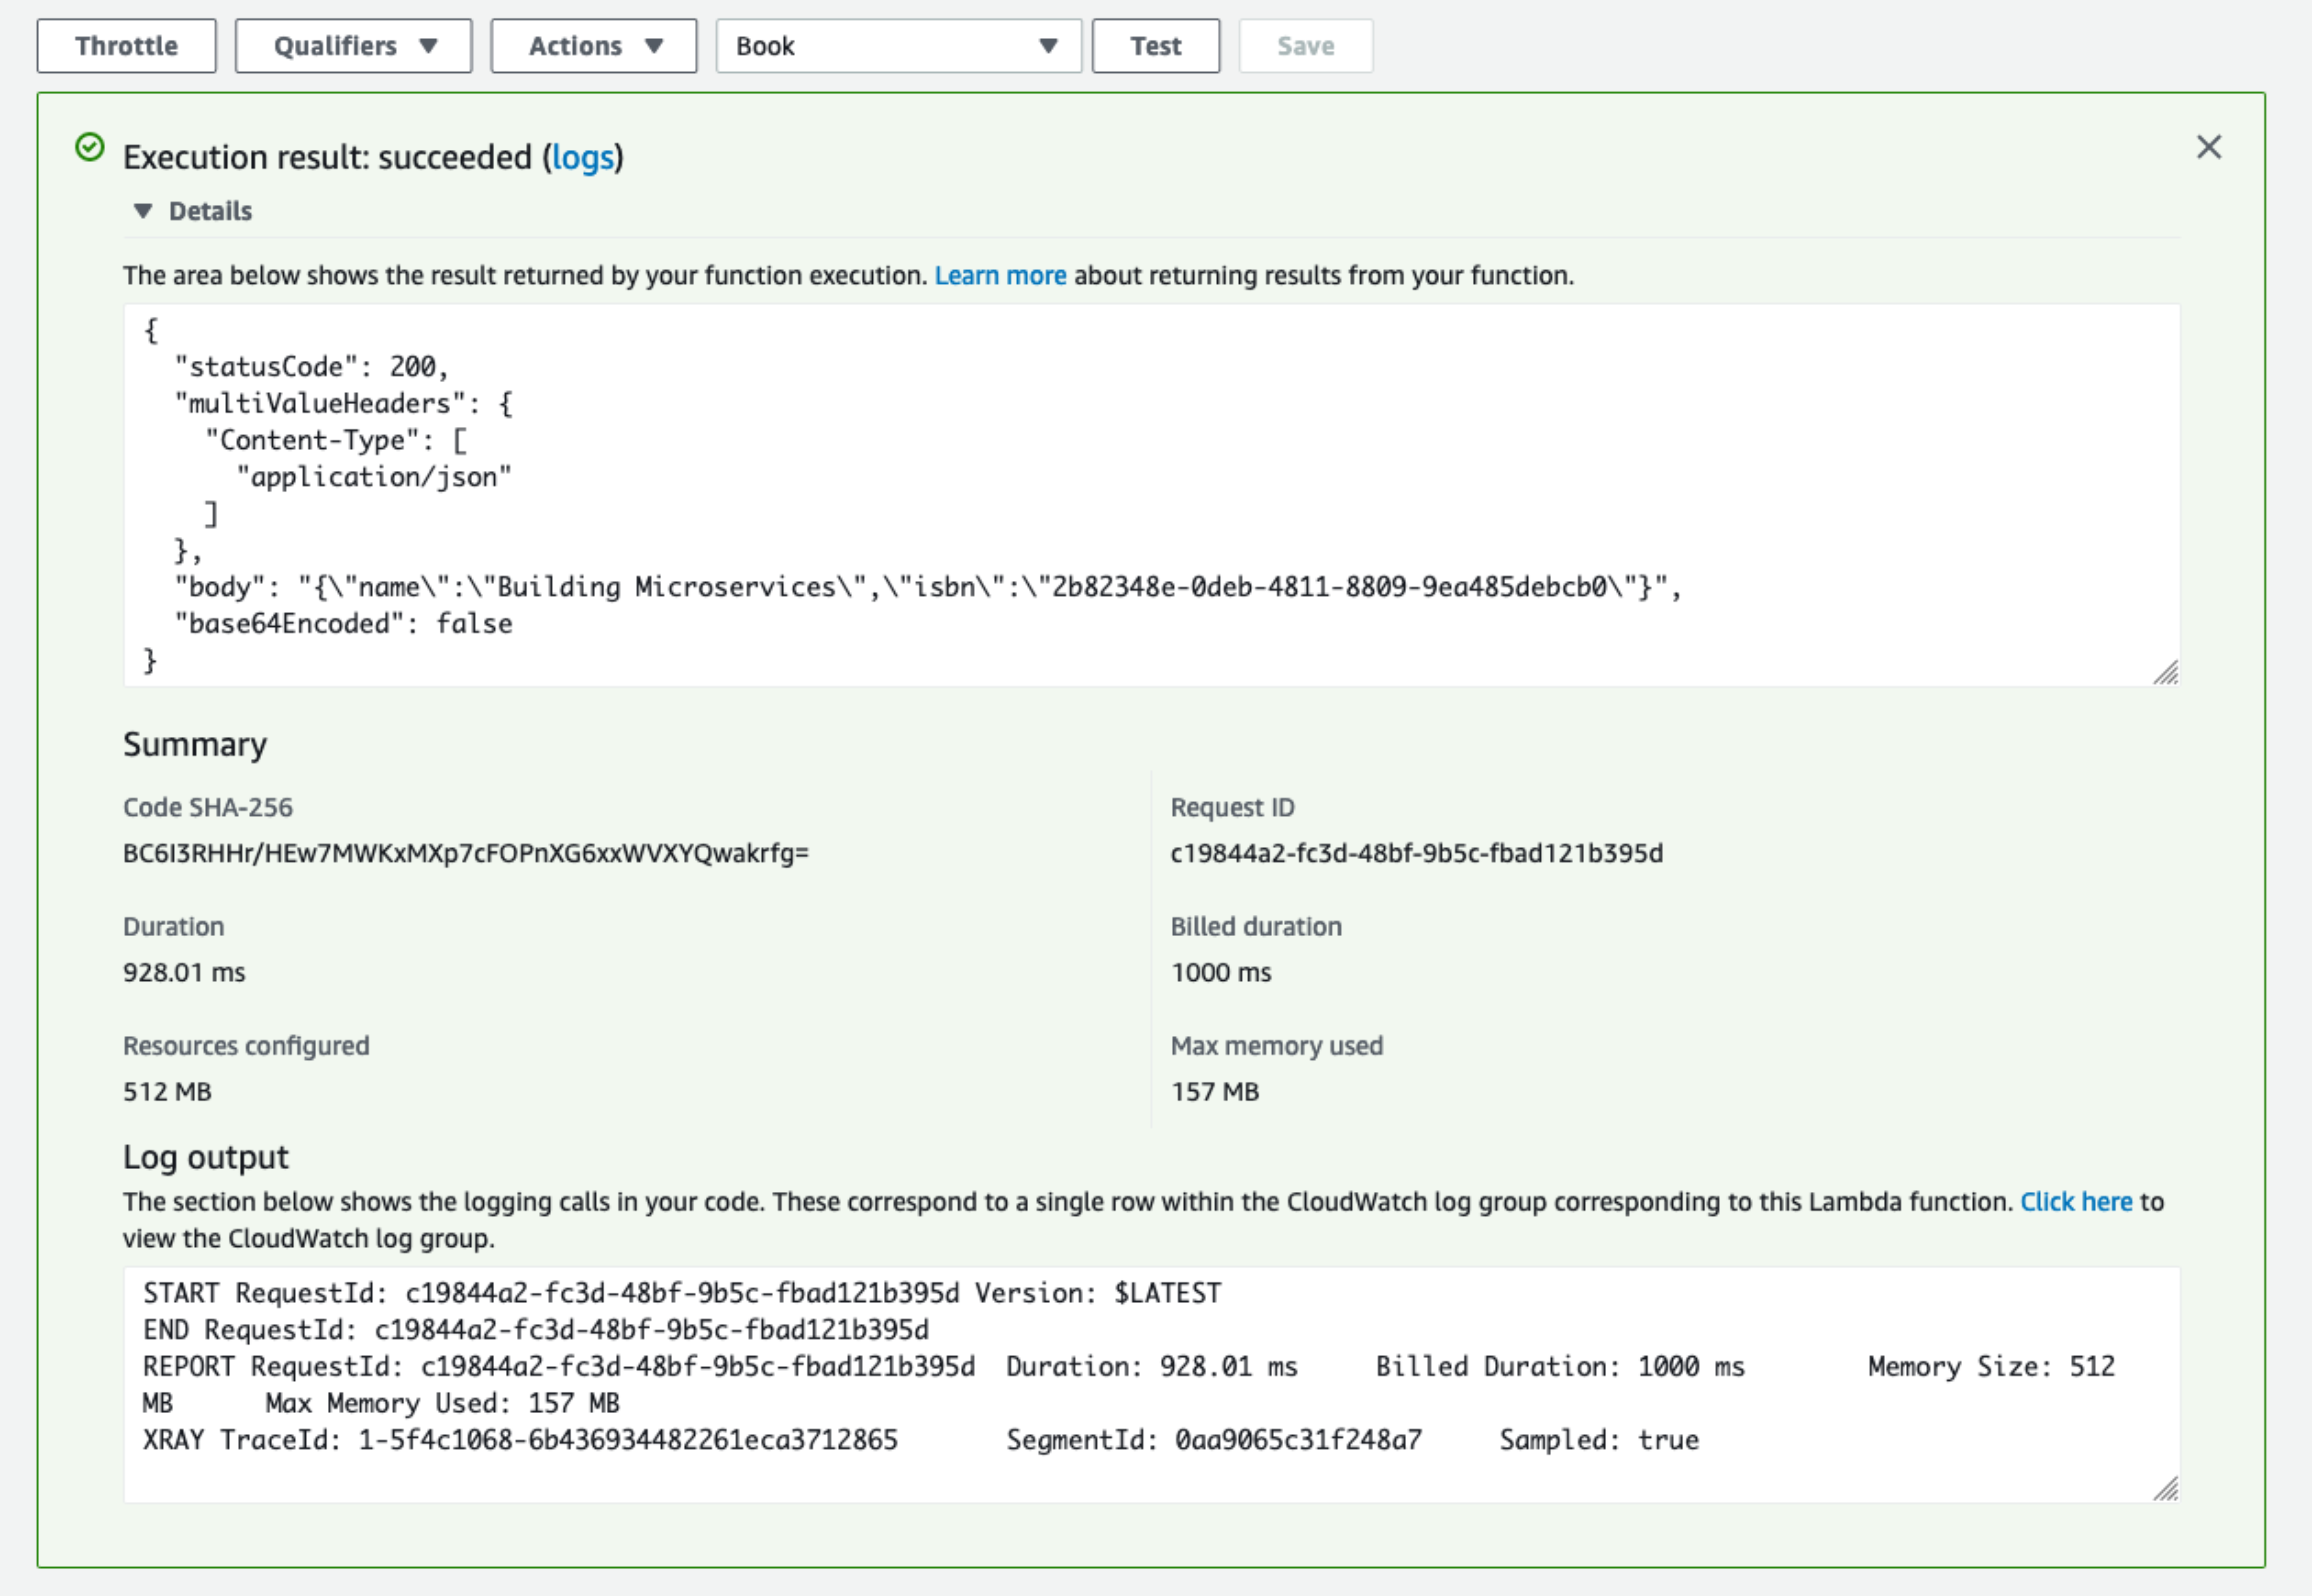 Throttle Qualifiers Actions Book Test Save
Execution result: succeeded (logs)
Details
The area below shows the result returned by your function execution. Learn more about returning results from your function.
{
  "statusCode": 200,
  "multiValueHeaders": {
    "Content-Type": [
      "application/json"
    ]
  },
  "body": "{\"name\":\"Building Microservices\",\"isbn\":\"2b82348e-0deb-4811-8809-9ea485debcb0\"}",
  "base64Encoded": false
}
Summary
Code SHA-256 Request ID
BC6I3RHHr/HEw7MWKxMXp7cFOPnXG6xxWVXYQwakrfg= c19844a2-fc3d-48bf-9b5c-fbad121b395d
Duration Billed duration
928.01 ms 1000 ms
Resources configured Max memory used
512 MB 157 MB
Log output
The section below shows the logging calls in your code. These correspond to a single row within the CloudWatch log group corresponding to this Lambda function. Click here to
view the CloudWatch log group.
START RequestId: c19844a2-fc3d-48bf-9b5c-fbad121b395d Version: $LATEST
END RequestId: c19844a2-fc3d-48bf-9b5c-fbad121b395d
REPORT RequestId: c19844a2-fc3d-48bf-9b5c-fbad121b395d Duration: 928.01 ms Billed Duration: 1000 ms Memory Size: 512
MB Max Memory Used: 157 MB
XRAY TraceId: 1-5f4c1068-6b436934482261eca3712865 SegmentId: 0aa9065c31f248a7 Sampled: true